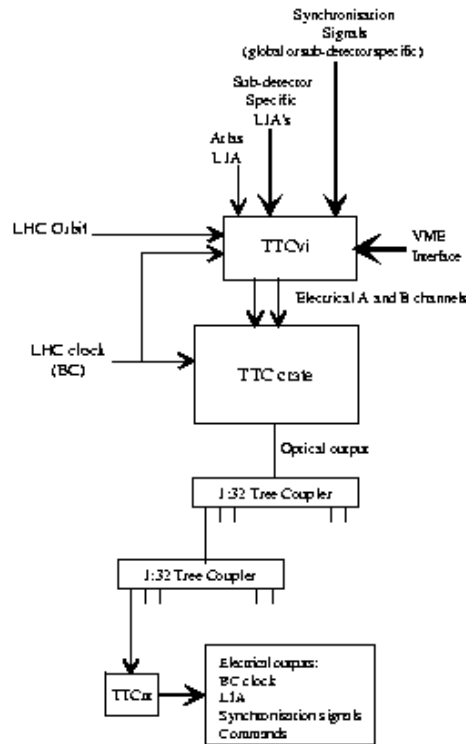 Synchronisation
Signals
(global or sub-detector specific)
Sub-detector
Specific
L1A's
Atlas
L1A
LHC Orbit
TTCvi
VME
Interface
Electrical A and B channels
LHC clock
(BC)
TTC crate
Optical output
1:32 Tree Coupler
1:32 Tree Coupler
TTCrx
Electrical outputs:
BC clock
L1A
Synchronisation signals
Commands